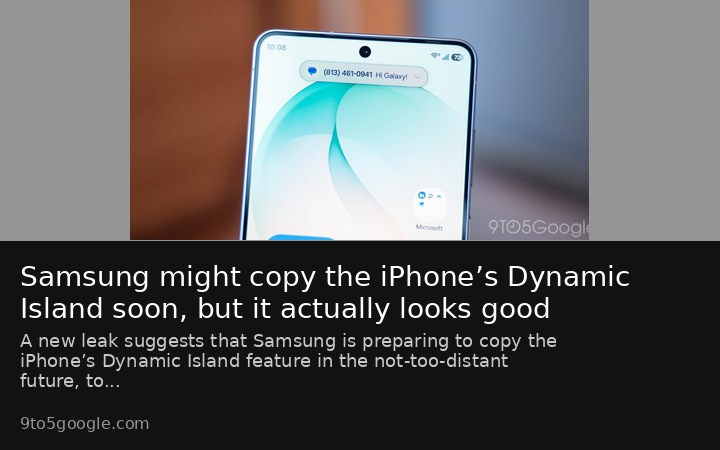 10:06
72
(813) 461-0941 Hi Galaxy!
Microsoft
9TO5Google
Samsung might copy the iPhone’s Dynamic
Island soon, but it actually looks good
A new leak suggests that Samsung is preparing to copy the
iPhone’s Dynamic Island feature in the not-too-distant
future, to...
9to5google.com